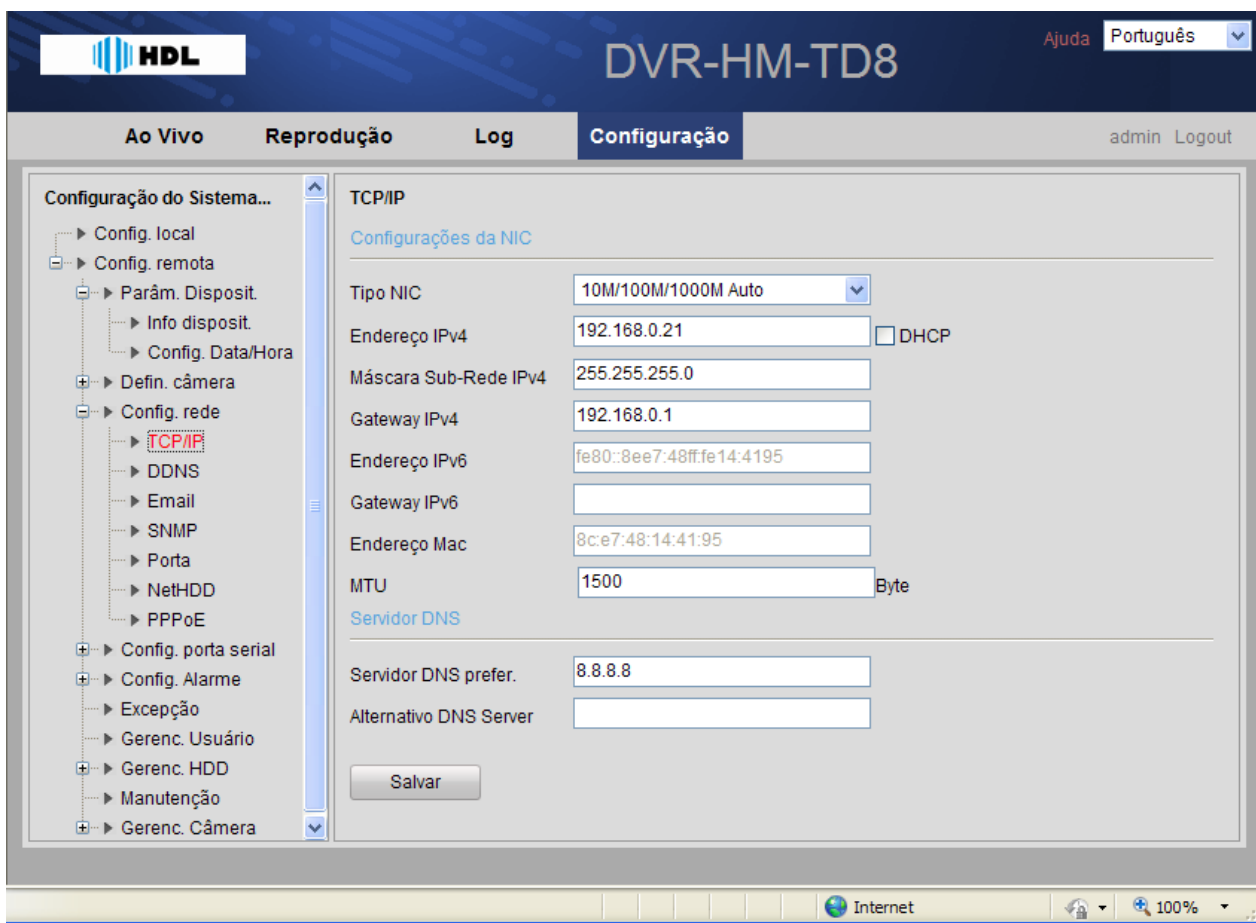 HDL
DVR-HM-TD8
Ajuda Português
Ao Vivo Reprodução Log Configuração admin Logout
Configuração do Sistema...
Config. local
Config. remota
Parâm. Disposit.
Info disposit.
Config. Data/Hora
Defin. câmera
Config. rede
TCP/IP
DDNS
Email
SNMP
Porta
NetHDD
PPPoE
Config. porta serial
Config. Alarme
Excepção
Gerenc. Usuário
Gerenc. HDD
Manutenção
Gerenc. Câmera
TCP/IP
Configurações da NIC
Tipo NIC 10M/100M/1000M Auto
Endereço IPv4 192.168.0.21 DHCP
Máscara Sub-Rede IPv4 255.255.255.0
Gateway IPv4 192.168.0.1
Endereço IPv6 fe80::8ee7:48ff:fe14:4195
Gateway IPv6
Endereço Mac 8c:e7:48:14:41:95
MTU 1500 Byte
Servidor DNS
Servidor DNS prefer. 8.8.8.8
Alternativo DNS Server
Salvar
Internet 100%